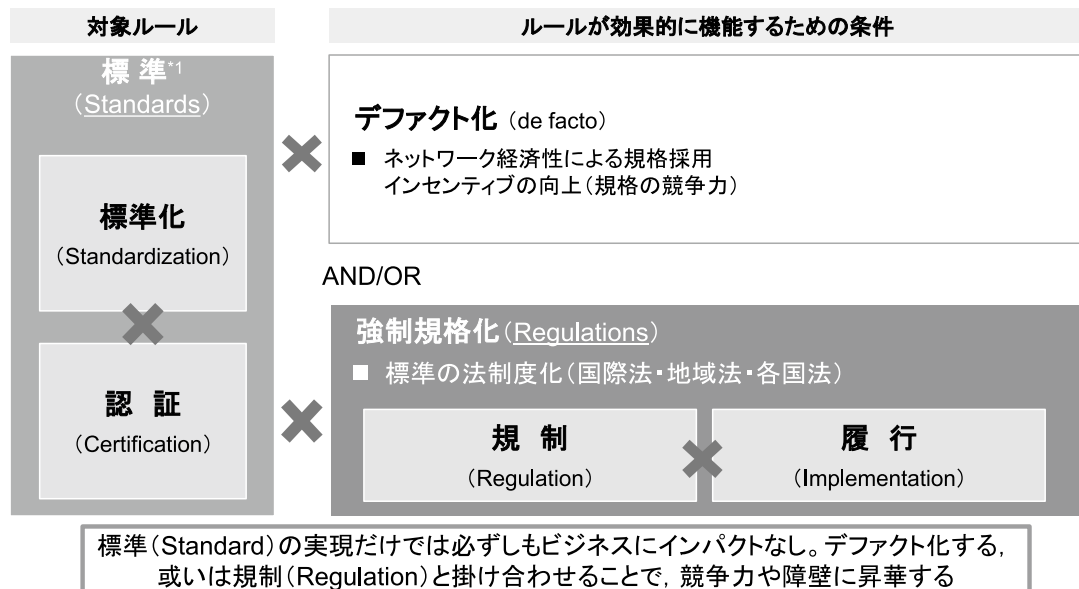 対象ルール
ルールが効果的に機能するための条件
標 準*1
(Standards)
標準化
(Standardization)
認 証
(Certification)
デファクト化 (de facto)
■ ネットワーク経済性による規格採用
インセンティブの向上(規格の競争力)
AND/OR
強制規格化(Regulations)
■ 標準の法制度化(国際法・地域法・各国法)
規 制
(Regulation)
履 行
(Implementation)
標準(Standard)の実現だけでは必ずしもビジネスにインパクトなし。デファクト化する,
或いは規制(Regulation)と掛け合わせることで, 競争力や障壁に昇華する